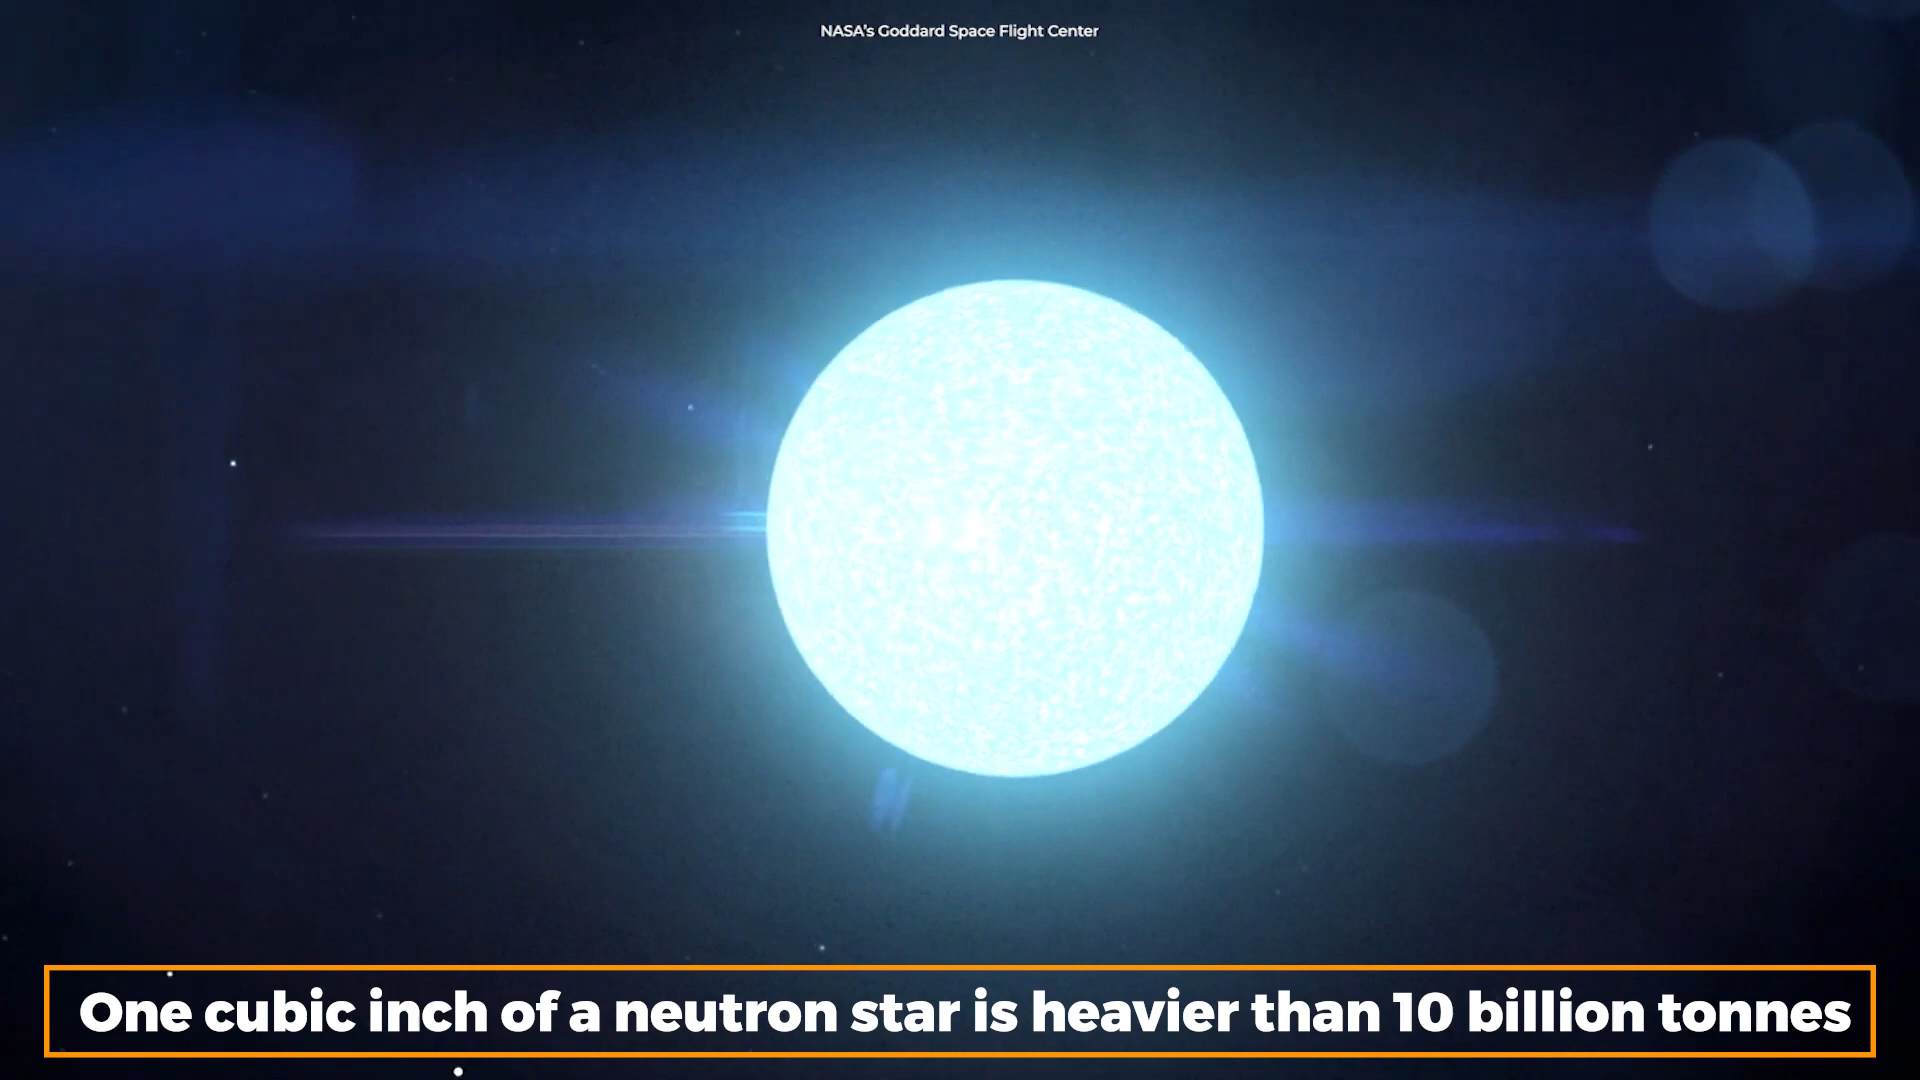 NASA's Goddard Space Flight Center
One cubic inch of a neutron star is heavier than 10 billion tonnes